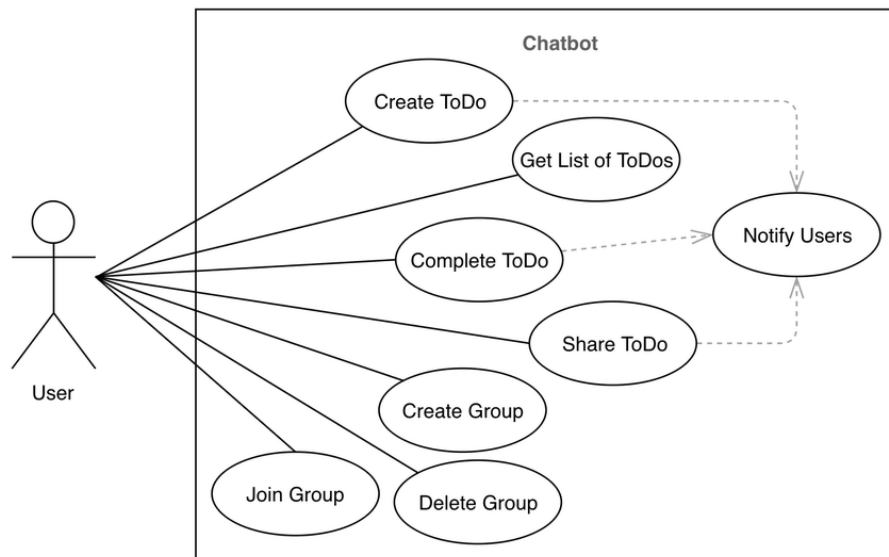 Chatbot
Create ToDo
Get List of ToDos
Notify Users
Complete ToDo
Share ToDo
User
Create Group
Join Group
Delete Group